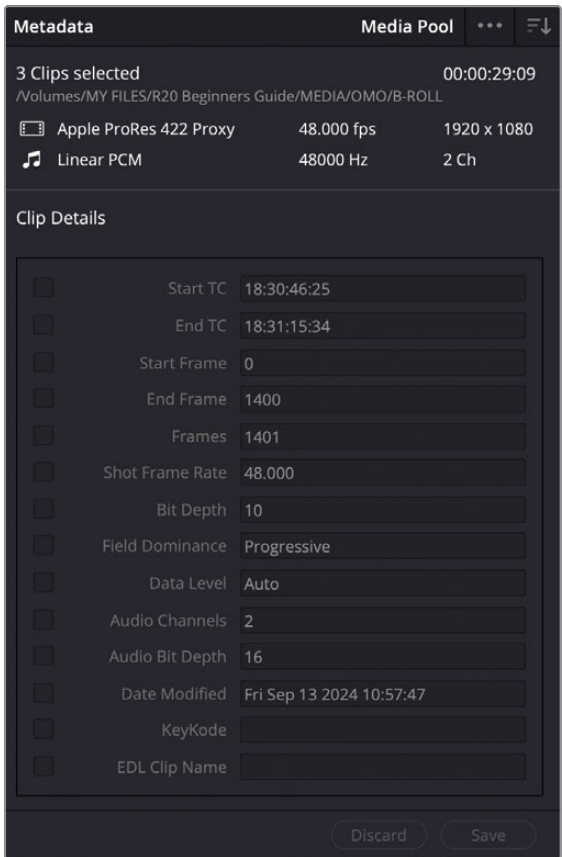 Metadata Media Pool •••
3 Clips selected 00:00:29:09
/Volumes/MY FILES/R20 Beginners Guide/MEDIA/OMO/B-ROLL
Apple ProRes 422 Proxy 48.000 fps 1920 x 1080
Linear PCM 48000 Hz 2 Ch
Clip Details
Start TC 18:30:46:25
End TC 18:31:15:34
Start Frame 0
End Frame 1400
Frames 1401
Shot Frame Rate 48.000
Bit Depth 10
Field Dominance Progressive
Data Level Auto
Audio Channels 2
Audio Bit Depth 16
Date Modified Fri Sep 13 2024 10:57:47
KeyKode
EDL Clip Name
Discard Save